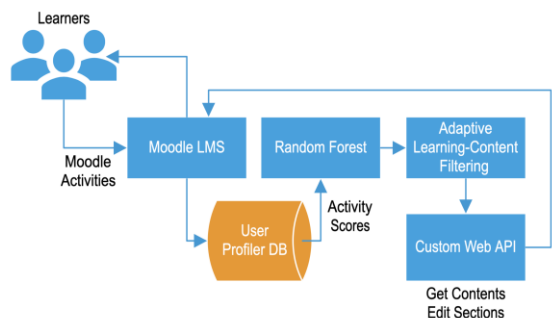 Learners
Moodle
Activities
Moodle LMS
User
Profiler DB
Activity
Scores
Random Forest
Adaptive
Learning-Content
Filtering
Custom Web API
Get Contents
Edit Sections